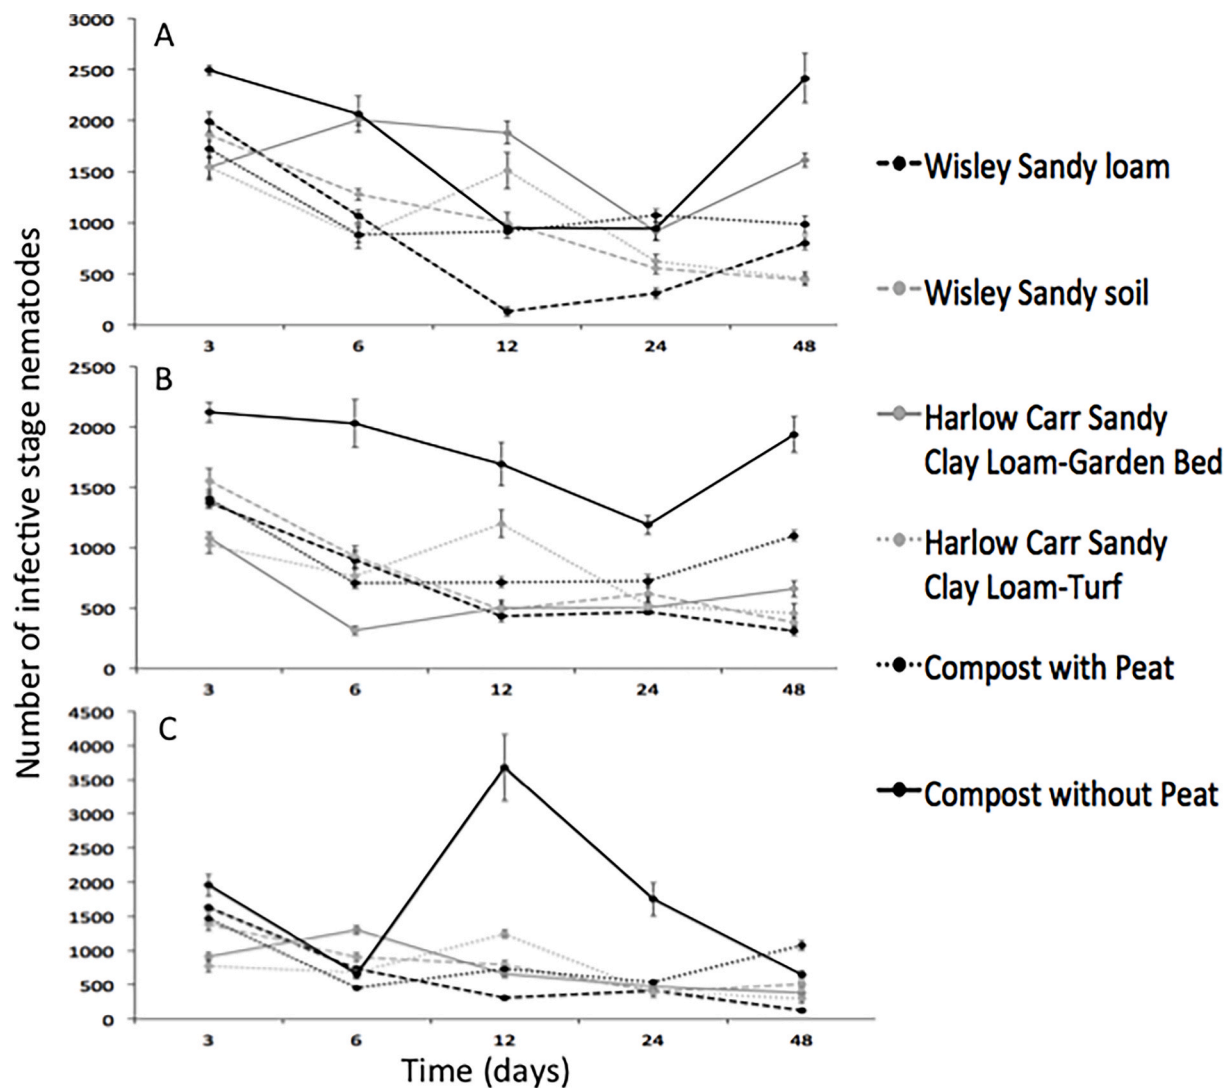 Number of infective stage nematodes
A
3000
2500
2000
1500
1000
500
0
3 6 12 24 48
B
2500
2000
1500
1000
500
0
3 6 12 24 48
C
4500
4000
3500
3000
2500
2000
1500
1000
500
0
3 6 12 24 48
Time (days)
Wisley Sandy loam
Wisley Sandy soil
Harlow Carr Sandy
Clay Loam-Garden Bed
Harlow Carr Sandy
Clay Loam-Turf
Compost with Peat
Compost without Peat